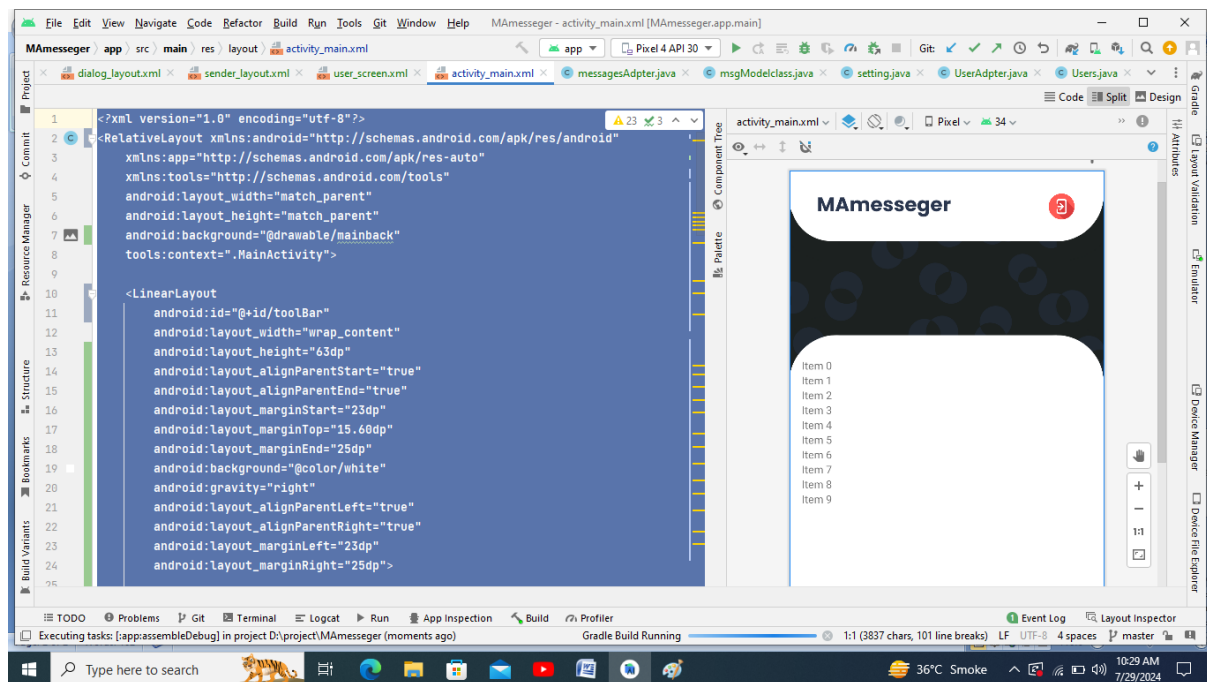 File Edit View Navigate Code Refactor Build Run Tools Git Window Help MAmesseger - activity_main.xml [MAmesseger.app.main]
MAmesseger app src main res layout activity_main.xml app Pixel 4 API 30 Git:
dialog_layout.xml sender_layout.xml user_screen.xml activity_main.xml messagesAdpter.java msgModelclass.java setting.java UserAdpter.java Users.java
Code Split Design
Project
Commit
Resource Manager
Structure
Bookmarks
Build Variants
23 3
1 <?xml version="1.0" encoding="utf-8"?>
2 <RelativeLayout xmlns:android="http://schemas.android.com/apk/res/android"
3 xmlns:app="http://schemas.android.com/apk/res-auto"
4 xmlns:tools="http://schemas.android.com/tools"
5 android:layout_width="match_parent"
6 android:layout_height="match_parent"
7 android:background="@drawable/mainback"
8 tools:context=".MainActivity">
9
10 <LinearLayout
11 android:id="@+id/toolBar"
12 android:layout_width="wrap_content"
13 android:layout_height="63dp"
14 android:layout_alignParentStart="true"
15 android:layout_alignParentEnd="true"
16 android:layout_marginStart="23dp"
17 android:layout_marginTop="15.60dp"
18 android:layout_marginEnd="25dp"
19 android:background="@color/white"
20 android:gravity="right"
21 android:layout_alignParentLeft="true"
22 android:layout_alignParentRight="true"
23 android:layout_marginLeft="23dp"
24 android:layout_marginRight="25dp">
25
Component Tree
Palette
activity_main.xml Pixel 34
MAmesseger
Item 0
Item 1
Item 2
Item 3
Item 4
Item 5
Item 6
Item 7
Item 8
Item 9
1:1
Attributes
Gradle
Layout Validation
Emulator
Device Manager
Device File Explorer
TODO Problems Git Terminal Logcat Run App Inspection Build Profiler 1 Event Log Layout Inspector
Executing tasks: [:app:assembleDebug] in project D:\project\MAmesseger (moments ago) Gradle Build Running 1:1 (3837 chars, 101 line breaks) LF UTF-8 4 spaces master
Type here to search 36°C Smoke 10:29 AM
7/29/2024